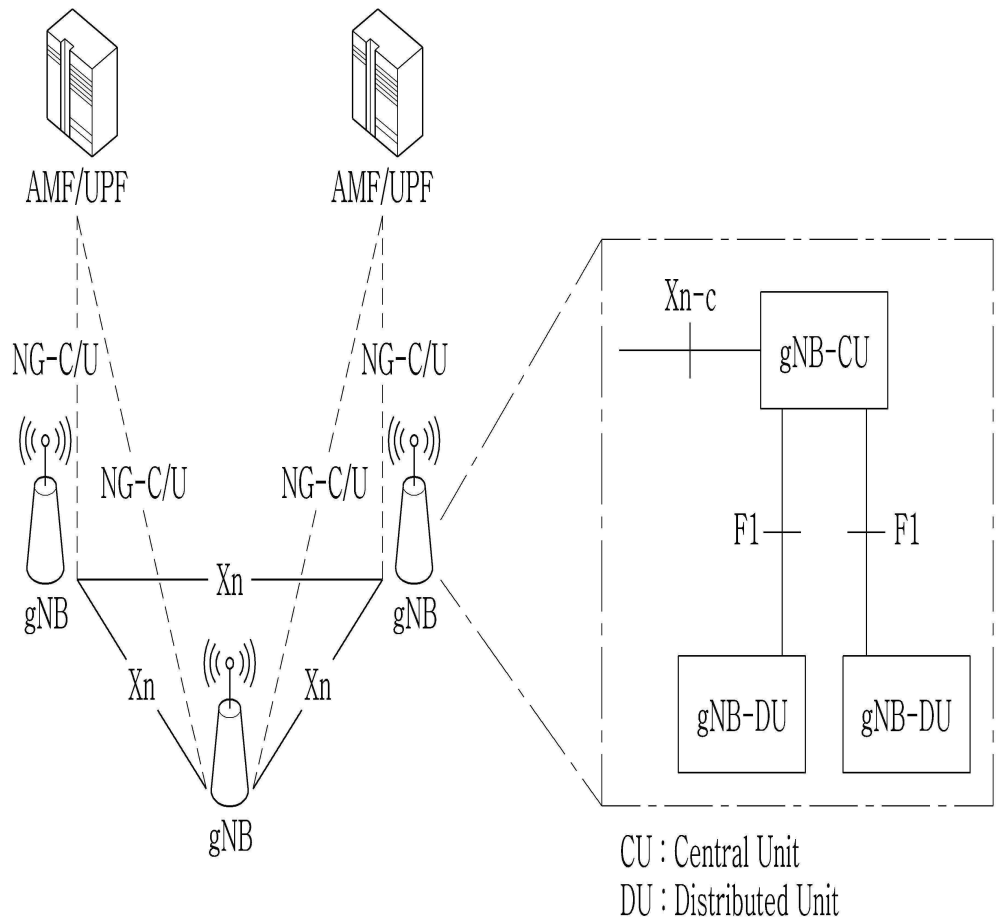 AMF/UPF
AMF/UPF
NG-C/U
NG-C/U
NG-C/U
NG-C/U
gNB
gNB
Xn
Xn
Xn
gNB
Xn-c
gNB-CU
F1
F1
gNB-DU
gNB-DU
CU : Central Unit
DU : Distributed Unit